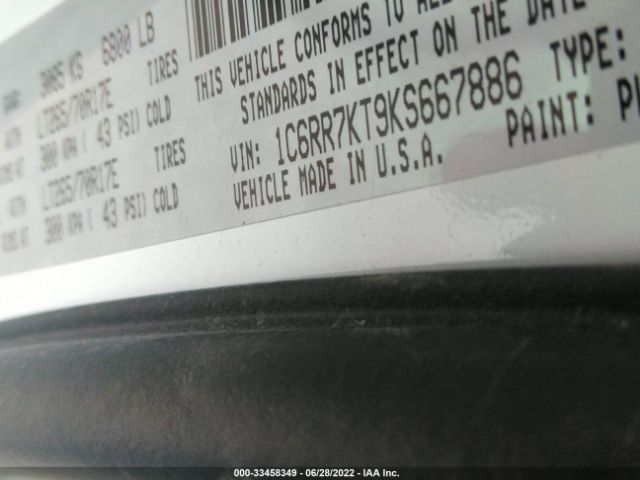 3085 KG 6800 LB
LT265/70R17E TIRES
300 KPA ( 43 PSI) COLD
LT265/70R17E TIRES
300 KPA ( 43 PSI) COLD
THIS VEHICLE CONFORMS TO ALL
STANDARDS IN EFFECT ON THE DATE
VIN: 1C6RR7KT9KS667886 TYPE:
VEHICLE MADE IN U.S.A. PAINT:
000-33458349 | 06/28/2022 - IAA Inc.